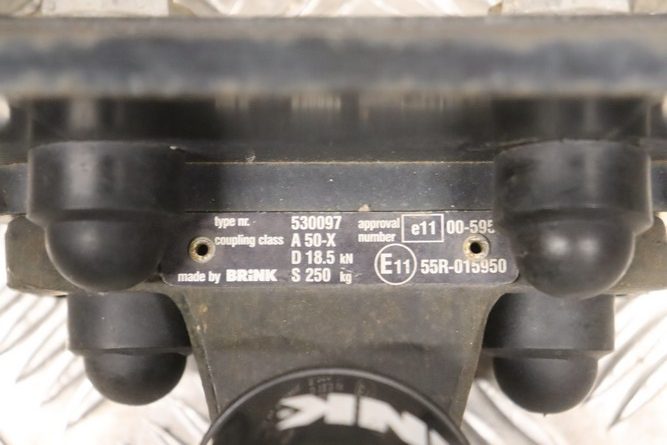 type nr. 530097 approval number e11 00-595
coupling class A 50-X
D 18.5 kN E11 55R-015950
made by BRINK S 250 kg
NK